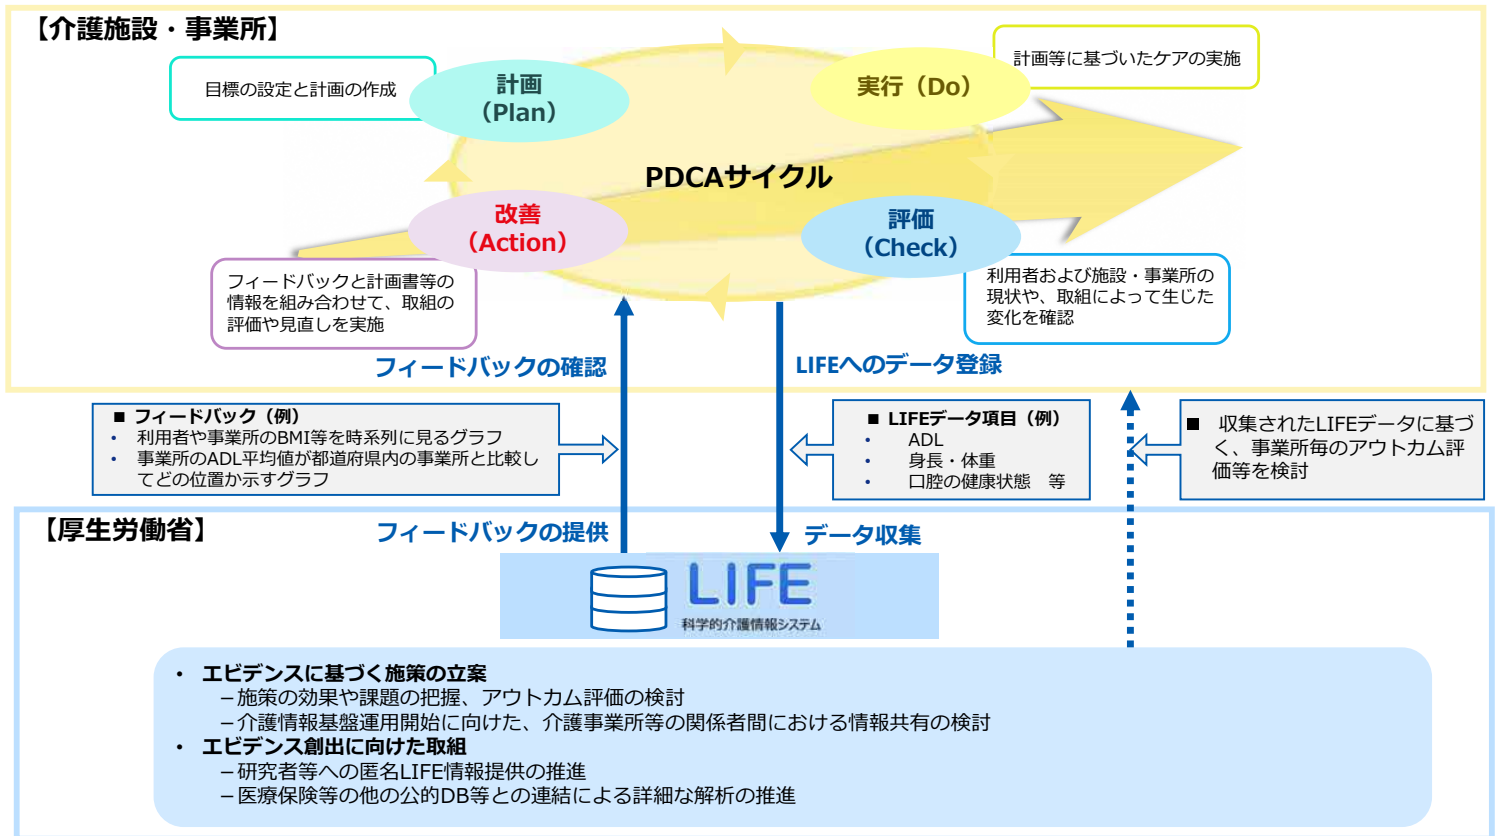 【介護施設・事業所】
目標の設定と計画の作成
計画
（Plan）
実行（Do）
計画等に基づいたケアの実施
PDCAサイクル
改善
（Action）
評価
（Check）
フィードバックと計画書等の
情報を組み合わせて、取組の
評価や見直しを実施
利用者および施設・事業所の
現状や、取組によって生じた
変化を確認
フィードバックの確認
LIFEへのデータ登録
■ フィードバック（例）
• 利用者や事業所のBMI等を時系列に見るグラフ
• 事業所のADL平均値が都道府県内の事業所と比較し
てどの位置か示すグラフ
■ LIFEデータ項目（例）
• ADL
• 身長・体重
• 口腔の健康状態　等
■ 収集されたLIFEデータに基づ
く、事業所毎のアウトカム評
価等を検討
【厚生労働省】
フィードバックの提供
データ収集
LIFE
科学的介護情報システム
• エビデンスに基づく施策の立案
－施策の効果や課題の把握、アウトカム評価の検討
－介護情報基盤運用開始に向けた、介護事業所等の関係者間における情報共有の検討
• エビデンス創出に向けた取組
－研究者等への匿名LIFE情報提供の推進
－医療保険等の他の公的DB等との連結による詳細な解析の推進